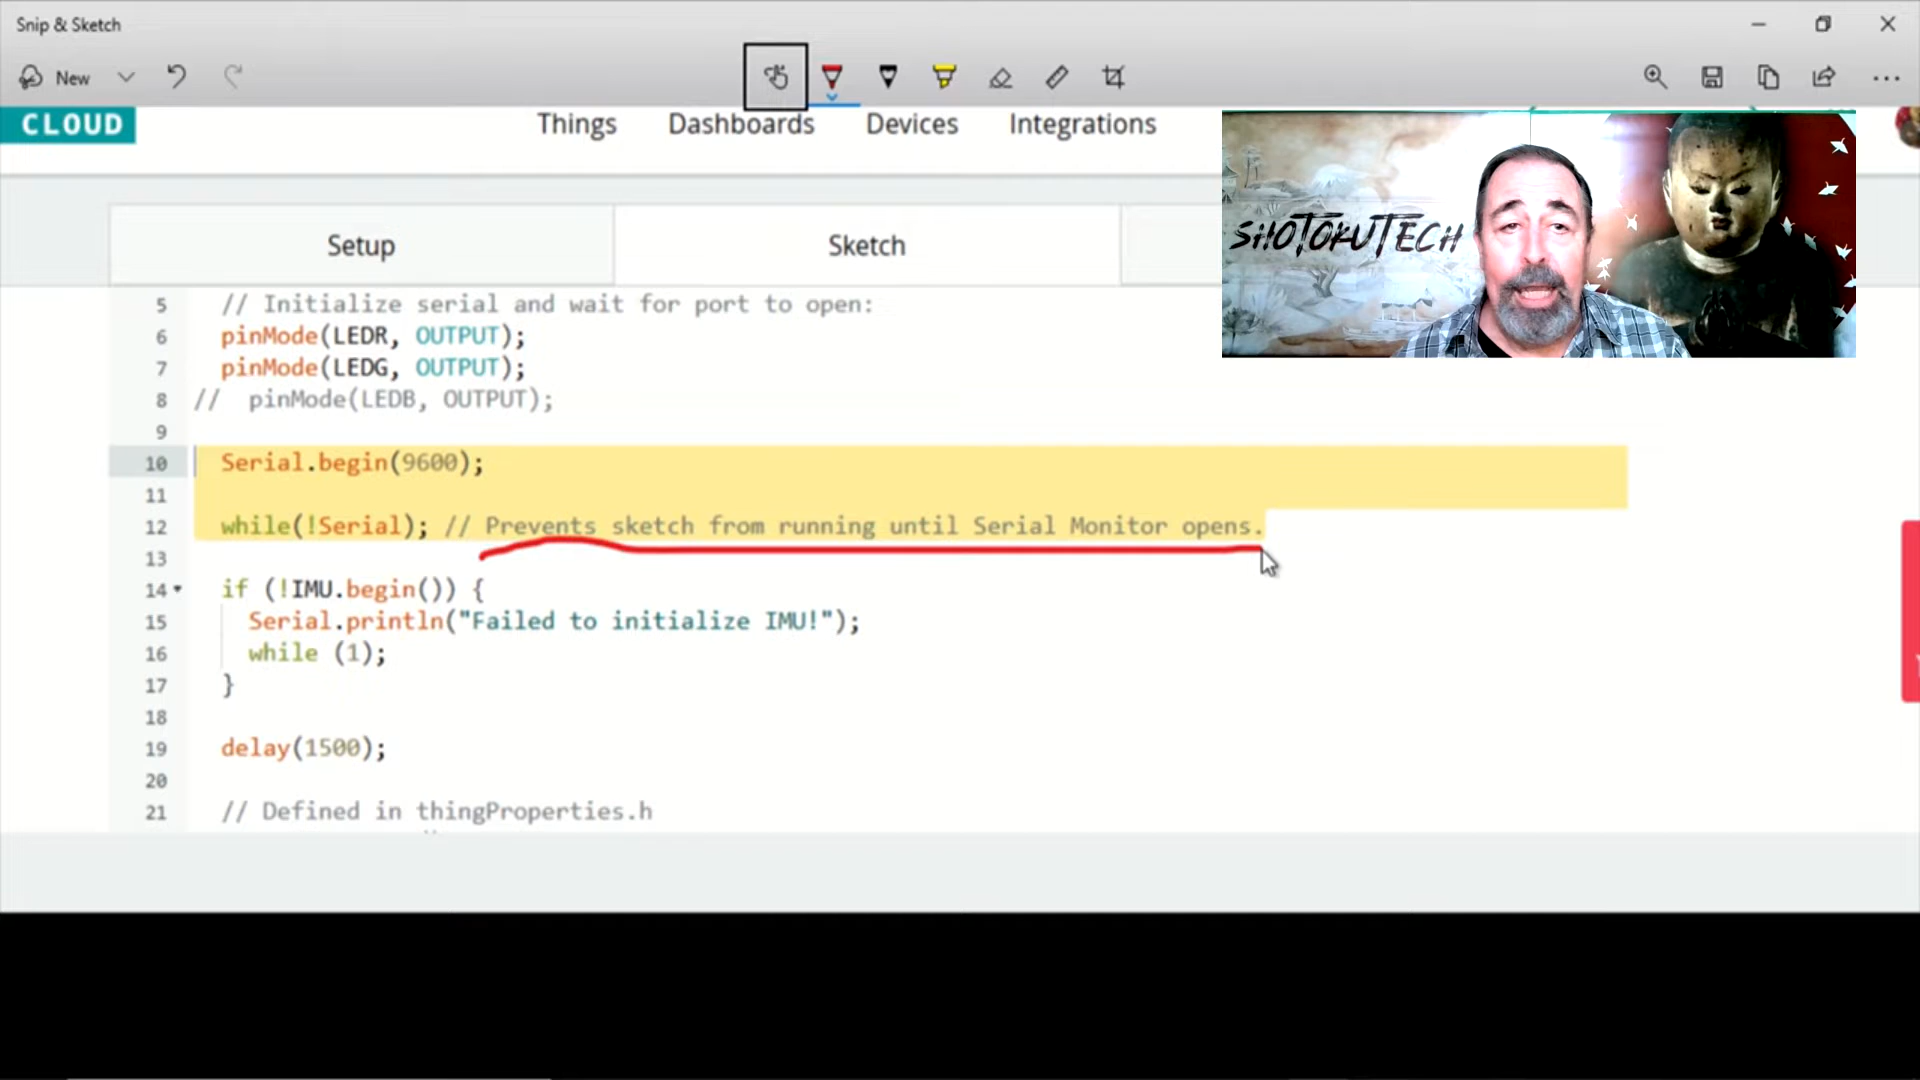 Snip & Sketch
New
CLOUD
Things Dashboards Devices Integrations
SHOTOKUTECH
Setup Sketch
5 // Initialize serial and wait for port to open:
6 pinMode(LEDR, OUTPUT);
7 pinMode(LEDG, OUTPUT);
8 // pinMode(LEDB, OUTPUT);
9
10 Serial.begin(9600);
11
12 while(!Serial); // Prevents sketch from running until Serial Monitor opens.
13
14 if (!IMU.begin()) {
15 Serial.println("Failed to initialize IMU!");
16 while (1);
17 }
18
19 delay(1500);
20
21 // Defined in thingProperties.h